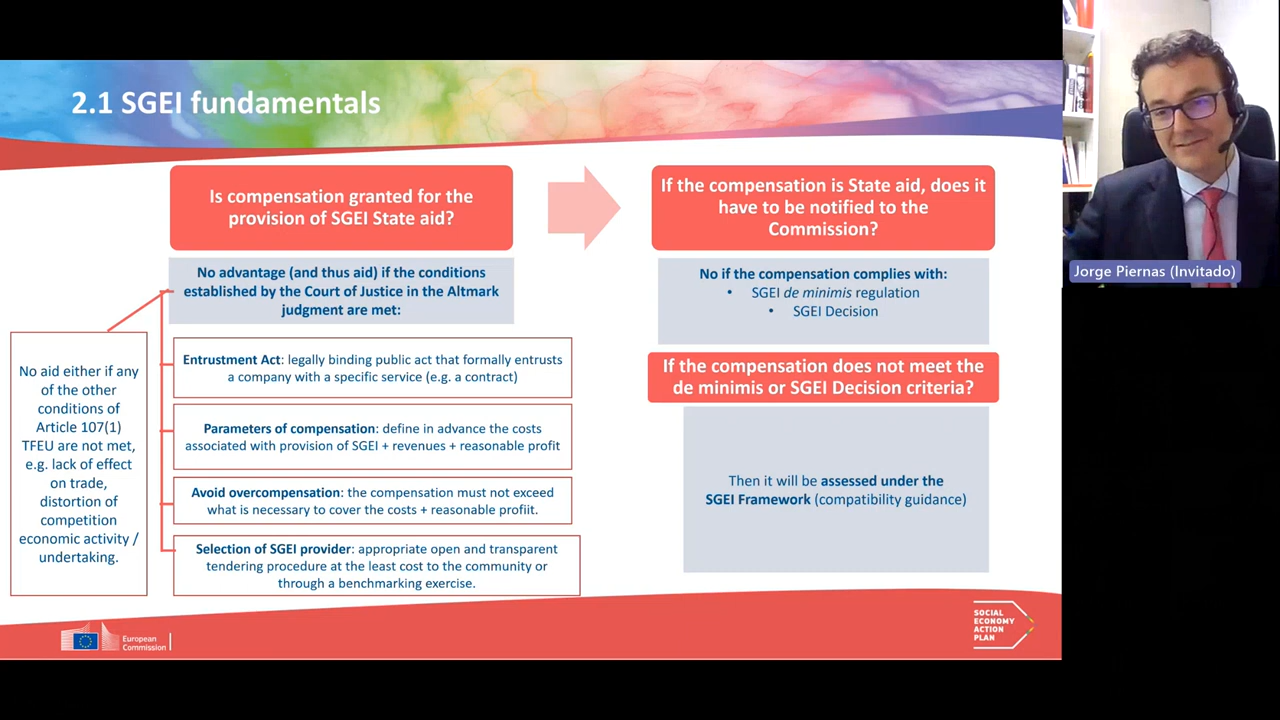 2.1 SGEI fundamentals
Is compensation granted for the
provision of SGEI State aid?
No advantage (and thus aid) if the conditions
established by the Court of Justice in the Altmark
judgment are met:
No aid either if any
of the other
conditions of
Article 107(1)
TFEU are not met,
e.g. lack of effect
on trade,
distortion of
competition
economic activity /
undertaking.
Entrustment Act: legally binding public act that formally entrusts
a company with a specific service (e.g. a contract)
Parameters of compensation: define in advance the costs
associated with provision of SGEI + revenues + reasonable profit
Avoid overcompensation: the compensation must not exceed
what is necessary to cover the costs + reasonable profiit.
Selection of SGEI provider: appropriate open and transparent
tendering procedure at the least cost to the community or
through a benchmarking exercise.
If the compensation is State aid, does it
have to be notified to the
Commission?
No if the compensation complies with:
• SGEI de minimis regulation
• SGEI Decision
If the compensation does not meet the
de minimis or SGEI Decision criteria?
Then it will be assessed under the
SGEI Framework (compatibility guidance)
European
Commission
SOCIAL
ECONOMY
ACTION
PLAN
Jorge Piernas (Invitado)